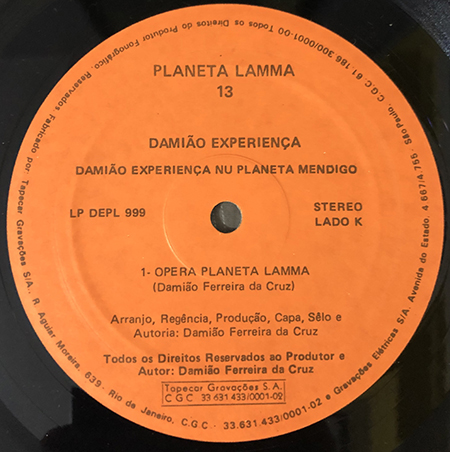 PLANETA LAMMA
13
DAMIÃO EXPERIENÇA
DAMIÃO EXPERIENÇA NU PLANETA MENDIGO
LP DEPL 999
STEREO
LADO K
1- OPERA PLANETA LAMMA
(Damião Ferreira da Cruz)
Arranjo, Regência, Produção, Capa, Sêlo e
Autoria: Damião Ferreira da Cruz
Todos os Direitos Reservados ao Produtor e
Autor: Damião Ferreira da Cruz
Tapecar Gravações S.A.
C G C 33 631 433/0001-02
Todos os Direitos do Produtor Fonográfico. Reservados Fabricado por: Tapecar Gravações S/A. - R. Aguiar Moreira, 639 - Rio de Janeiro, C.G.C. - 33.631.433/0001-02 e Gravações Elétricas S/A. Avenida do Estado, 4.667/4.755 - São Paulo, C.G.C. 61.186.300/0001-00